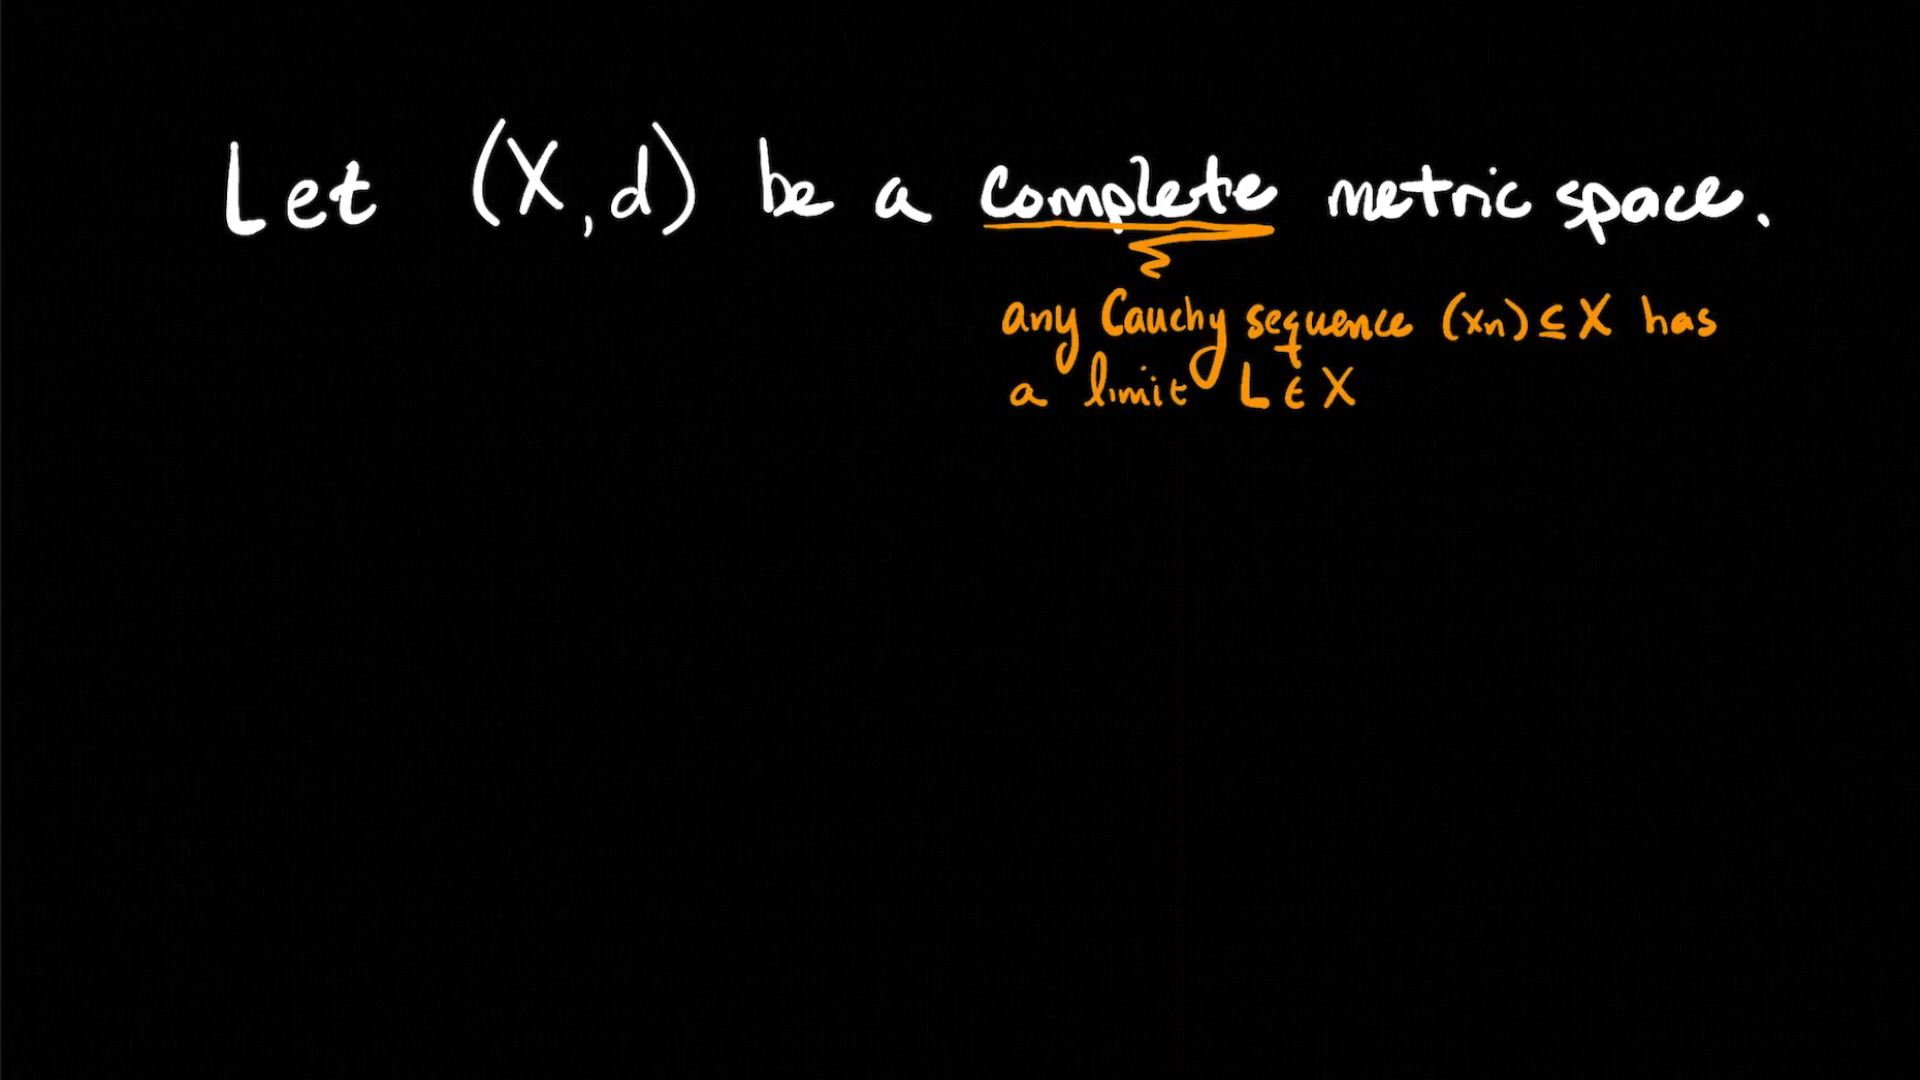 Let (X,d) be a complete metric space.
any Cauchy sequence (xn) ⊆ X has
a limit L ∈ X